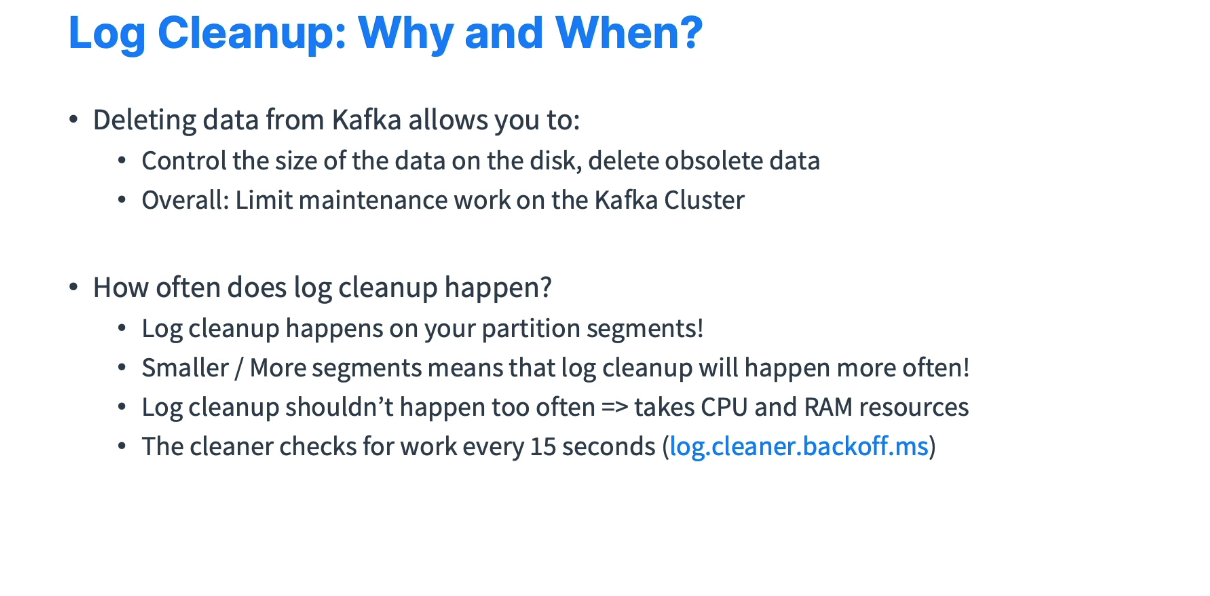 Log Cleanup: Why and When?
• Deleting data from Kafka allows you to:
• Control the size of the data on the disk, delete obsolete data
• Overall: Limit maintenance work on the Kafka Cluster
• How often does log cleanup happen?
• Log cleanup happens on your partition segments!
• Smaller / More segments means that log cleanup will happen more often!
• Log cleanup shouldn’t happen too often => takes CPU and RAM resources
• The cleaner checks for work every 15 seconds (log.cleaner.backoff.ms)